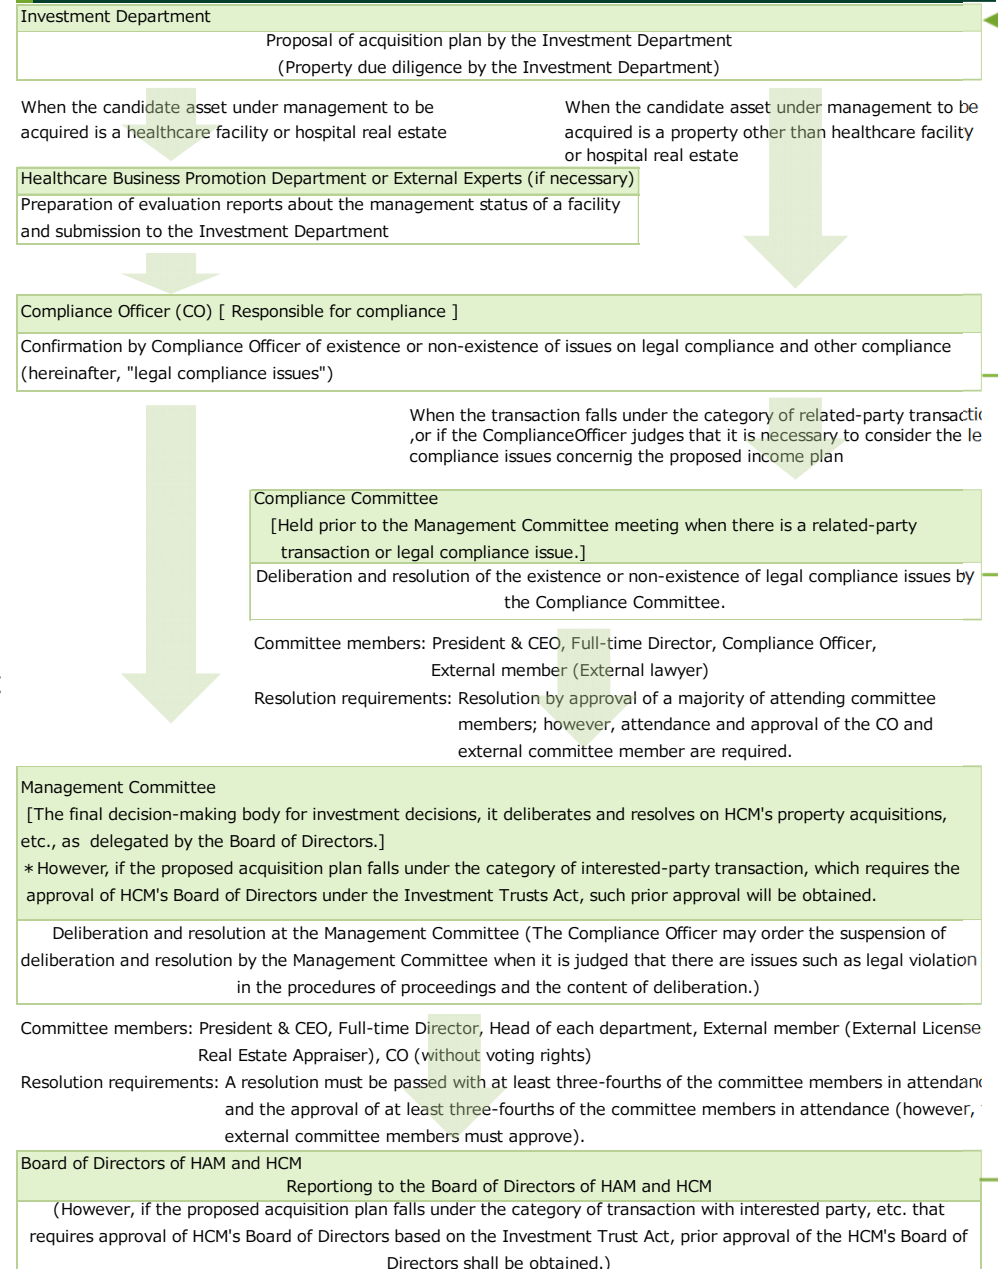 Investment Department
Proposal of acquisition plan by the Investment Department
(Property due diligence by the Investment Department)
When the candidate asset under management to be
acquired is a healthcare facility or hospital real estate
When the candidate asset under management to be
acquired is a property other than healthcare facility
or hospital real estate
Healthcare Business Promotion Department or External Experts (if necessary)
Preparation of evaluation reports about the management status of a facility
and submission to the Investment Department
Compliance Officer (CO) [ Responsible for compliance ]
Confirmation by Compliance Officer of existence or non-existence of issues on legal compliance and other compliance
(hereinafter, "legal compliance issues")
When the transaction falls under the category of related-party
,or if the ComplianceOfficer judges that it is necessary to consider the
compliance issues concernig the proposed income plan
Compliance Committee
[Held prior to the Management Committee meeting when there is a related-party
transaction or legal compliance issue.]
Deliberation and resolution of the existence or non-existence of legal compliance issues by
the Compliance Committee.
Committee members: President & CEO, Full-time Director, Compliance Officer,
External member (External lawyer)
Resolution requirements: Resolution by approval of a majority of attending committee
members; however, attendance and approval of the CO and
external committee member are required.
Management Committee
[The final decision-making body for investment decisions, it deliberates and resolves on HCM's property acquisitions,
etc., as delegated by the Board of Directors.]
*However, if the proposed acquisition plan falls under the category of interested-party transaction, which requires the
approval of HCM's Board of Directors under the Investment Trusts Act, such prior approval will be obtained.
Deliberation and resolution at the Management Committee (The Compliance Officer may order the suspension of
deliberation and resolution by the Management Committee when it is judged that there are issues such as legal violation
in the procedures of proceedings and the content of deliberation.)
Committee members: President & CEO, Full-time Director, Head of each department, External member (External License
Real Estate Appraiser), CO (without voting rights)
Resolution requirements: A resolution must be passed with at least three-fourths of the committee members in
and the approval of at least three-fourths of the committee members in attendance (however,
external committee members must approve).
Board of Directors of HAM and HCM
Reportiong to the Board of Directors of HAM and HCM
(However, if the proposed acquisition plan falls under the category of transaction with interested party, etc. that
requires approval of HCM's Board of Directors based on the Investment Trust Act, prior approval of the HCM's Board of
Directors shall be obtained.)